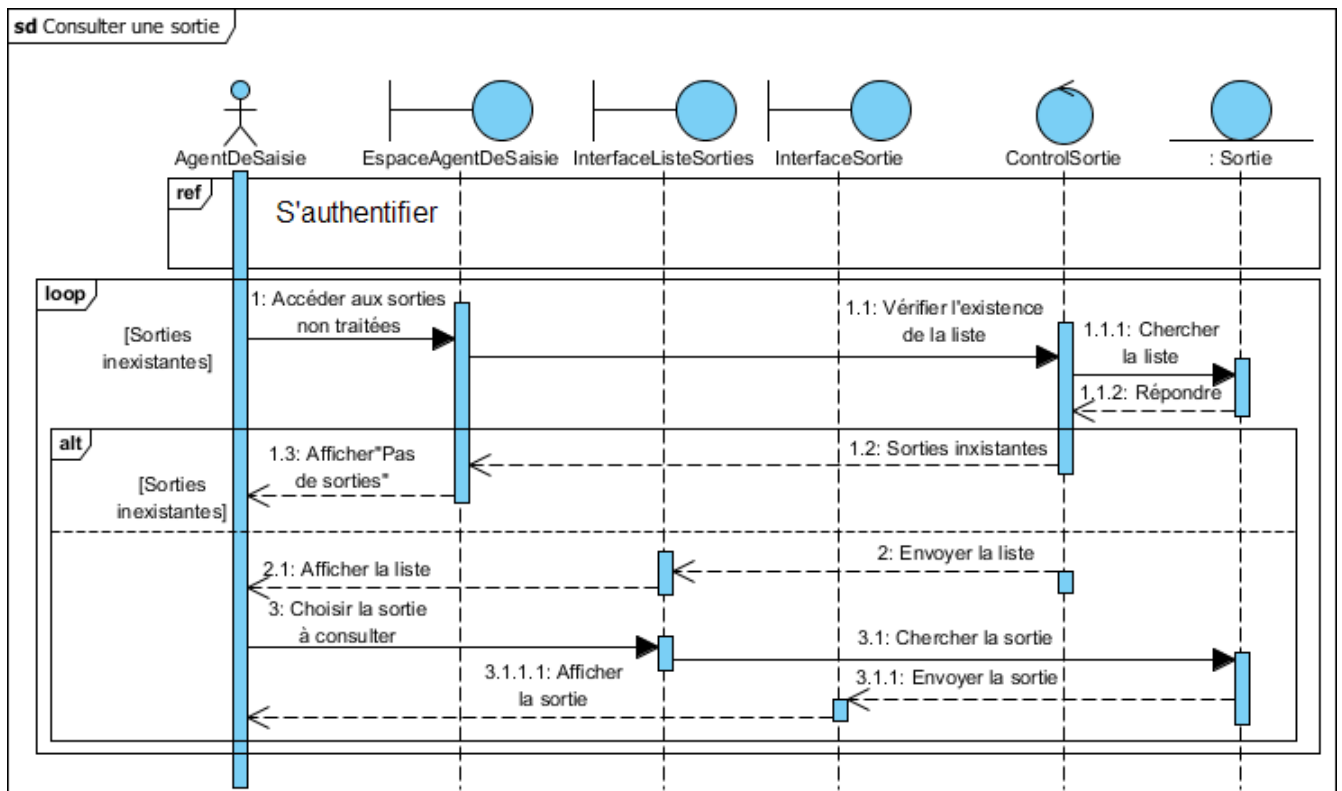 sd Consulter une sortie
AgentDeSaisie
EspaceAgentDeSaisie
InterfaceListeSorties
InterfaceSortie
ControlSortie
: Sortie
ref
S'authentifier
loop
[Sorties
inexistantes]
1: Accéder aux sorties
non traitées
1.1: Vérifier l'existence
de la liste
1.1.1: Chercher
la liste
1.1.2: Répondre
alt
[Sorties
inexistantes]
1.2: Sorties inxistantes
1.3: Afficher"Pas
de sorties"
2: Envoyer la liste
2.1: Afficher la liste
3: Choisir la sortie
à consulter
3.1: Chercher la sortie
3.1.1: Envoyer la sortie
3.1.1.1: Afficher
la sortie